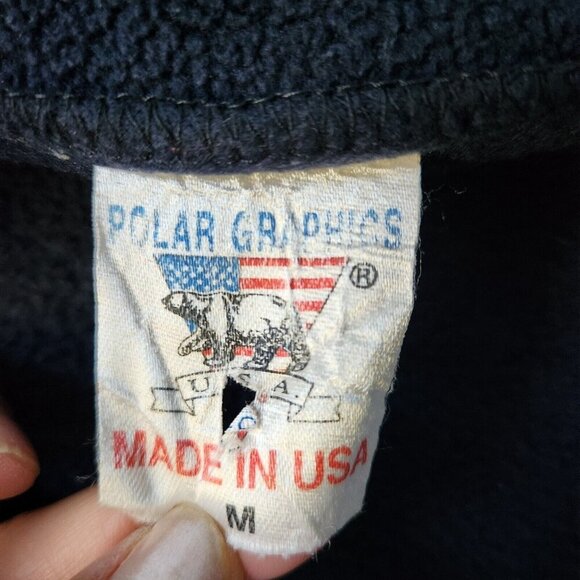 POLAR GRAPHICS
®
U.S.A.
MADE IN USA
M